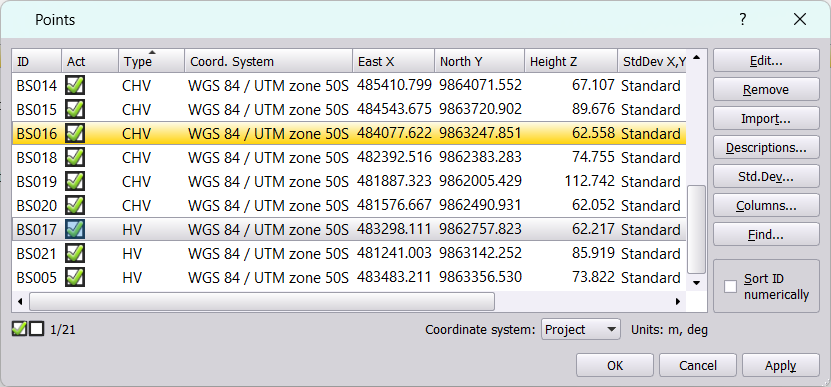 Points ?
ID Act Type Coord. System East X North Y Height Z StdDev X,Y
BS014 CHV WGS 84 / UTM zone 50S 485410.799 9864071.552 67.107 Standard
BS015 CHV WGS 84 / UTM zone 50S 484543.675 9863720.902 89.676 Standard
BS016 CHV WGS 84 / UTM zone 50S 484077.622 9863247.851 62.558 Standard
BS018 CHV WGS 84 / UTM zone 50S 482392.516 9862383.283 74.755 Standard
BS019 CHV WGS 84 / UTM zone 50S 481887.323 9862005.429 112.742 Standard
BS020 CHV WGS 84 / UTM zone 50S 481576.667 9862490.931 62.052 Standard
BS017 HV WGS 84 / UTM zone 50S 483298.111 9862757.823 62.217 Standard
BS021 HV WGS 84 / UTM zone 50S 481241.003 9863142.252 85.919 Standard
BS005 HV WGS 84 / UTM zone 50S 483483.211 9863356.530 73.822 Standard
Edit...
Remove
Import...
Descriptions...
Std.Dev...
Columns...
Find...
Sort ID
numerically
1/21 Coordinate system: Project Units: m, deg
OK Cancel Apply